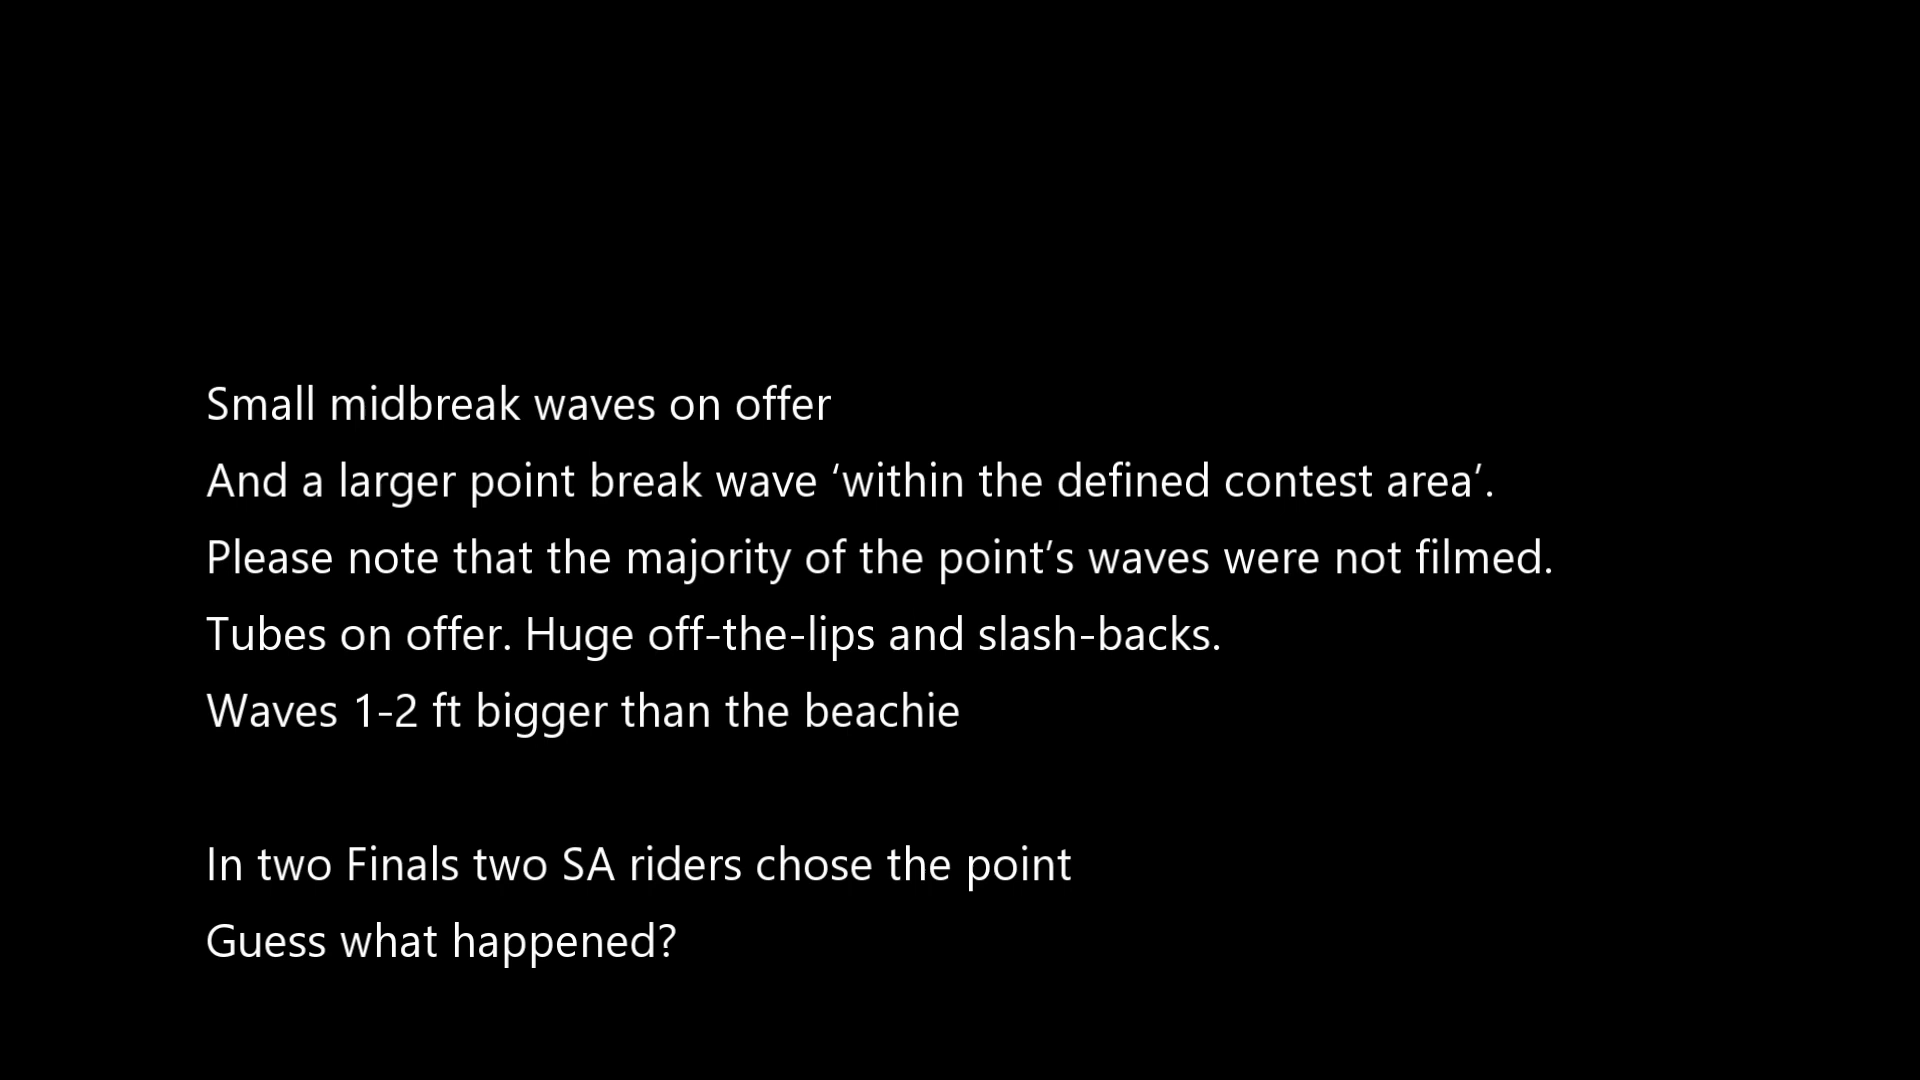 Small midbreak waves on offer
And a larger point break wave ‘within the defined contest area’.
Please note that the majority of the point’s waves were not filmed.
Tubes on offer. Huge off-the-lips and slash-backs.
Waves 1-2 ft bigger than the beachie
In two Finals two SA riders chose the point
Guess what happened?